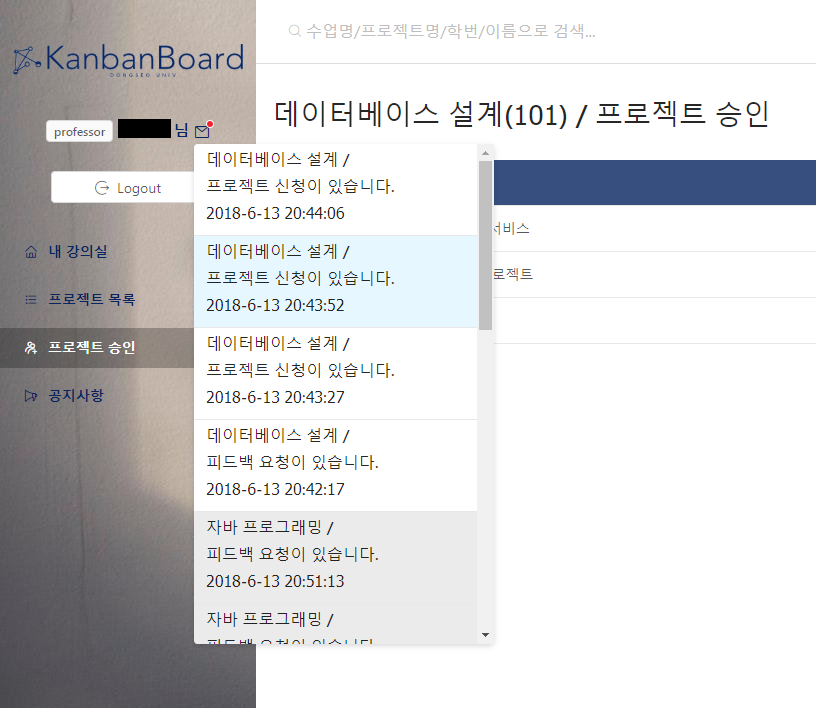 수업명/프로젝트명/학번/이름으로 검색...
KanbanBoard
DONGSEO UNIV
professor 님
Logout
내 강의실
프로젝트 목록
프로젝트 승인
공지사항
데이터베이스 설계(101) / 프로젝트 승인
데이터베이스 설계 /
프로젝트 신청이 있습니다.
2018-6-13 20:44:06
데이터베이스 설계 /
프로젝트 신청이 있습니다.
2018-6-13 20:43:52
데이터베이스 설계 /
프로젝트 신청이 있습니다.
2018-6-13 20:43:27
데이터베이스 설계 /
피드백 요청이 있습니다.
2018-6-13 20:42:17
자바 프로그래밍 /
피드백 요청이 있습니다.
2018-6-13 20:51:13
자바 프로그래밍 /
피드백 요청이 있습니다.
서비스
로젝트